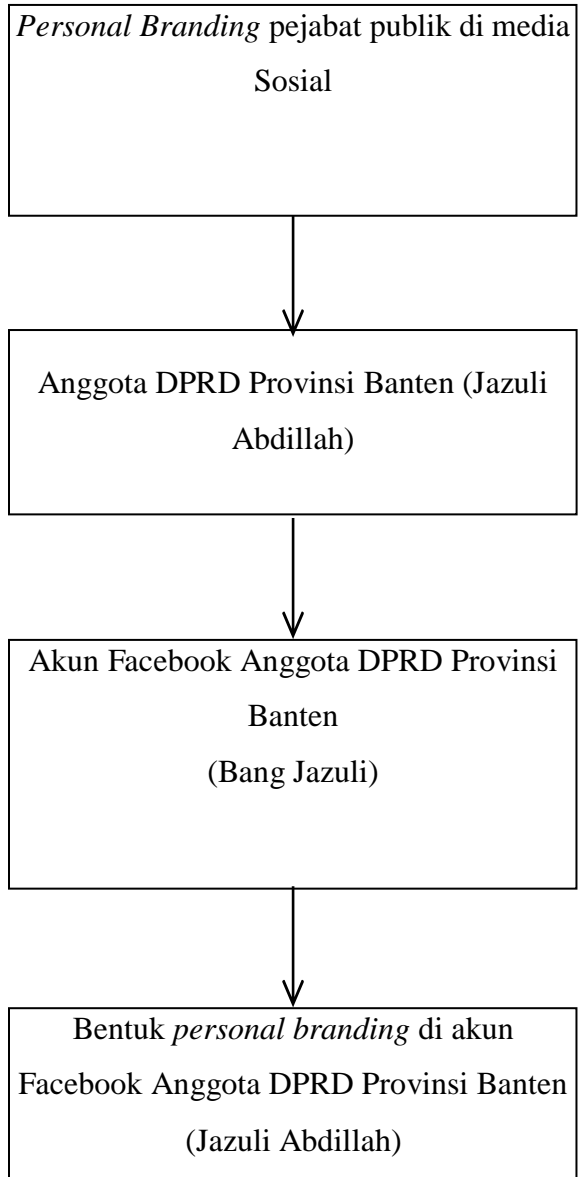 Personal Branding pejabat publik di media
Sosial
Anggota DPRD Provinsi Banten (Jazuli
Abdillah)
Akun Facebook Anggota DPRD Provinsi
Banten
(Bang Jazuli)
Bentuk personal branding di akun
Facebook Anggota DPRD Provinsi Banten
(Jazuli Abdillah)